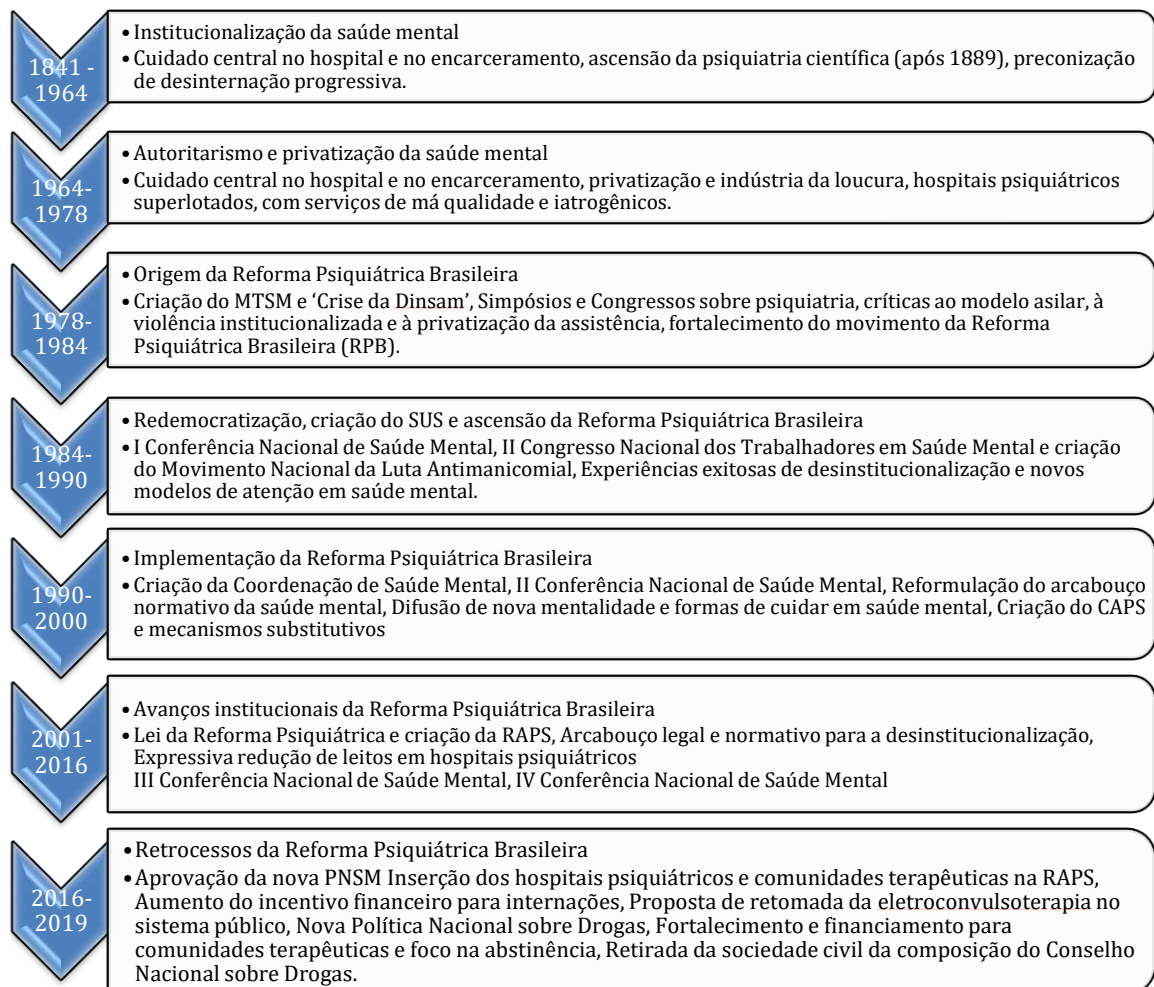 1841 -
1964
• Institucionalização da saúde mental
• Cuidado central no hospital e no encarceramento, ascensão da psiquiatria científica (após 1889), preconização
de desinternação progressiva.
1964-
1978
• Autoritarismo e privatização da saúde mental
• Cuidado central no hospital e no encarceramento, privatização e indústria da loucura, hospitais psiquiátricos
superlotados, com serviços de má qualidade e iatrogênicos.
1978-
1984
• Origem da Reforma Psiquiátrica Brasileira
• Criação do MTSM e ‘Crise da Dinsam’, Simpósios e Congressos sobre psiquiatria, críticas ao modelo asilar, à
violência institucionalizada e à privatização da assistência, fortalecimento do movimento da Reforma
Psiquiátrica Brasileira (RPB).
1984-
1990
• Redemocratização, criação do SUS e ascensão da Reforma Psiquiátrica Brasileira
• I Conferência Nacional de Saúde Mental, II Congresso Nacional dos Trabalhadores em Saúde Mental e criação
do Movimento Nacional da Luta Antimanicomial, Experiências exitosas de desinstitucionalização e novos
modelos de atenção em saúde mental.
1990-
2000
• Implementação da Reforma Psiquiátrica Brasileira
• Criação da Coordenação de Saúde Mental, II Conferência Nacional de Saúde Mental, Reformulação do arcabouço
normativo da saúde mental, Difusão de nova mentalidade e formas de cuidar em saúde mental, Criação do CAPS
e mecanismos substitutivos
2001-
2016
• Avanços institucionais da Reforma Psiquiátrica Brasileira
• Lei da Reforma Psiquiátrica e criação da RAPS, Arcabouço legal e normativo para a desinstitucionalização,
Expressiva redução de leitos em hospitais psiquiátricos
III Conferência Nacional de Saúde Mental, IV Conferência Nacional de Saúde Mental
2016-
2019
• Retrocessos da Reforma Psiquiátrica Brasileira
• Aprovação da nova PNSM Inserção dos hospitais psiquiátricos e comunidades terapêuticas na RAPS,
Aumento do incentivo financeiro para internações, Proposta de retomada da eletroconvulsoterapia no
sistema público, Nova Política Nacional sobre Drogas, Fortalecimento e financiamento para
comunidades terapêuticas e foco na abstinência, Retirada da sociedade civil da composição do Conselho
Nacional sobre Drogas.